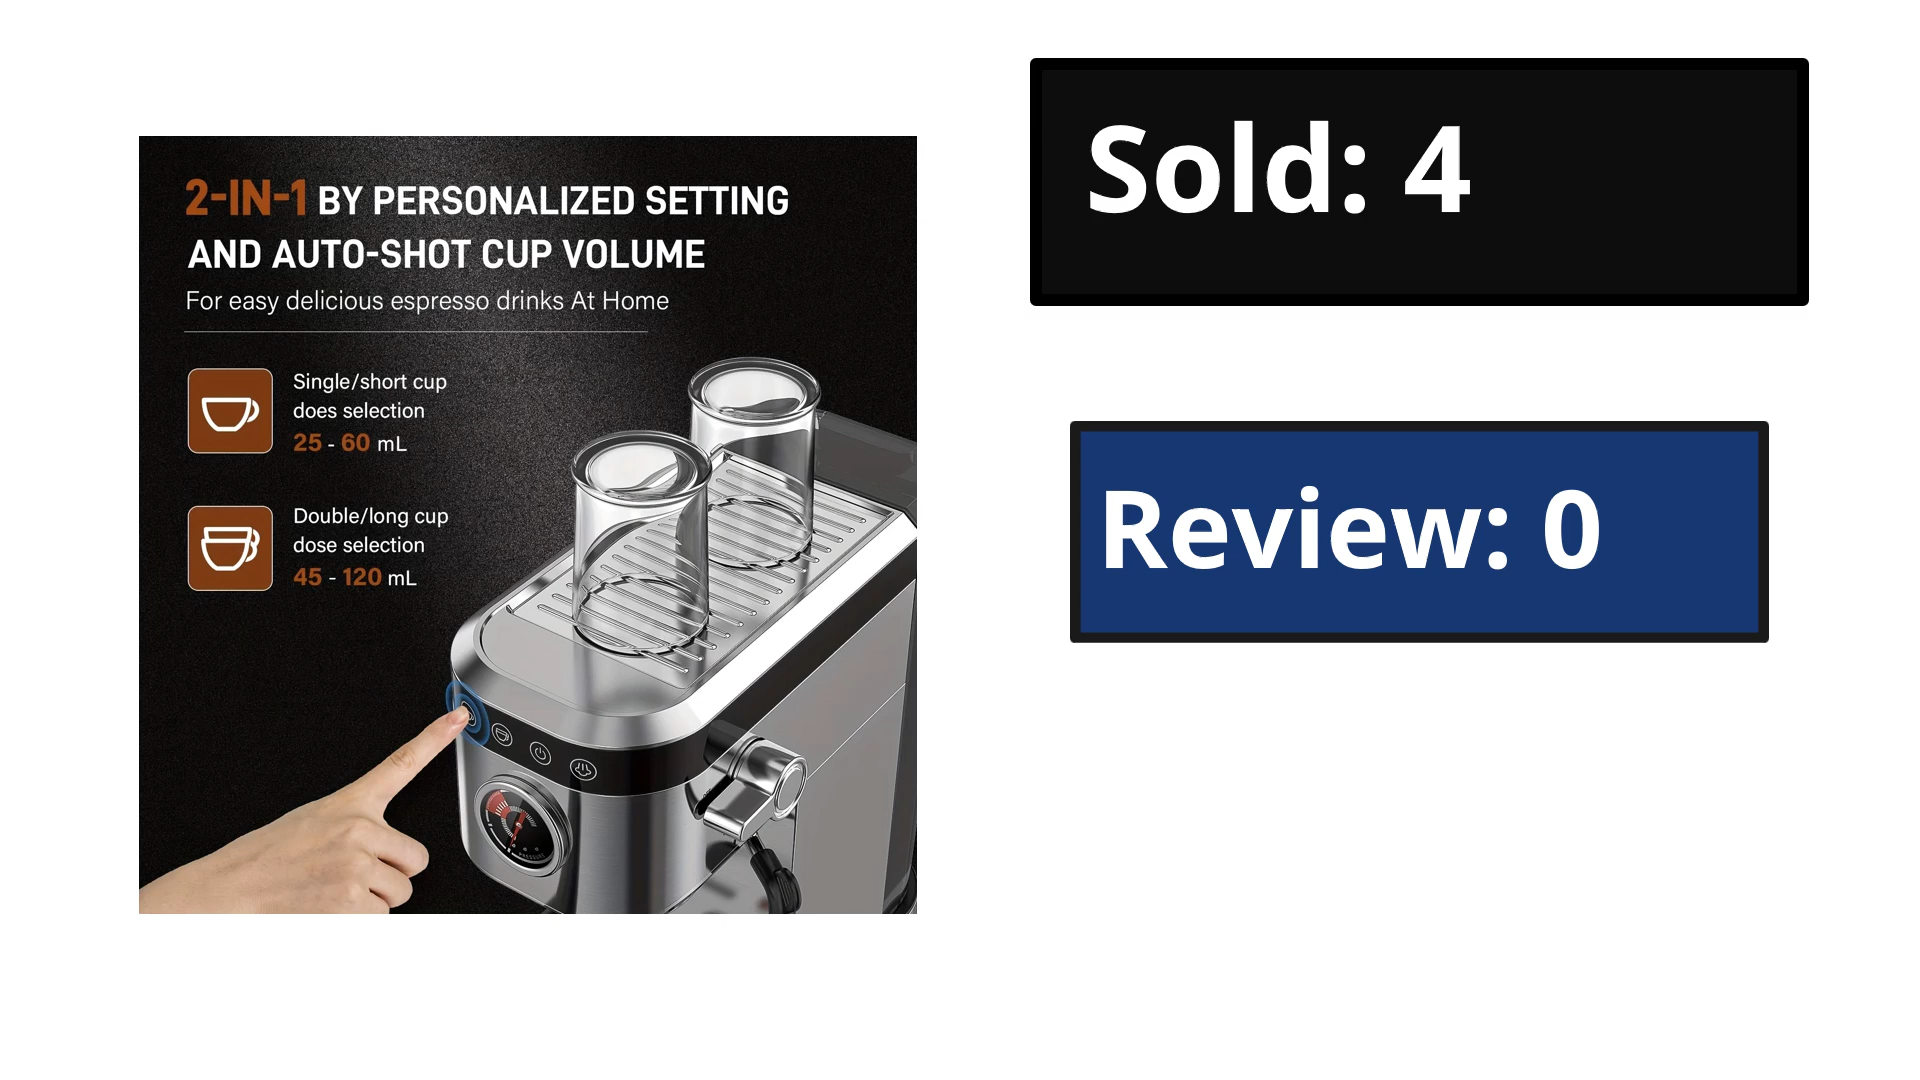 2-IN-1 BY PERSONALIZED SETTING
AND AUTO-SHOT CUP VOLUME
For easy delicious espresso drinks At Home
Single/short cup
does selection
25 - 60 mL
Double/long cup
dose selection
45 - 120 mL
PRESSURE
Sold: 4
Review: 0